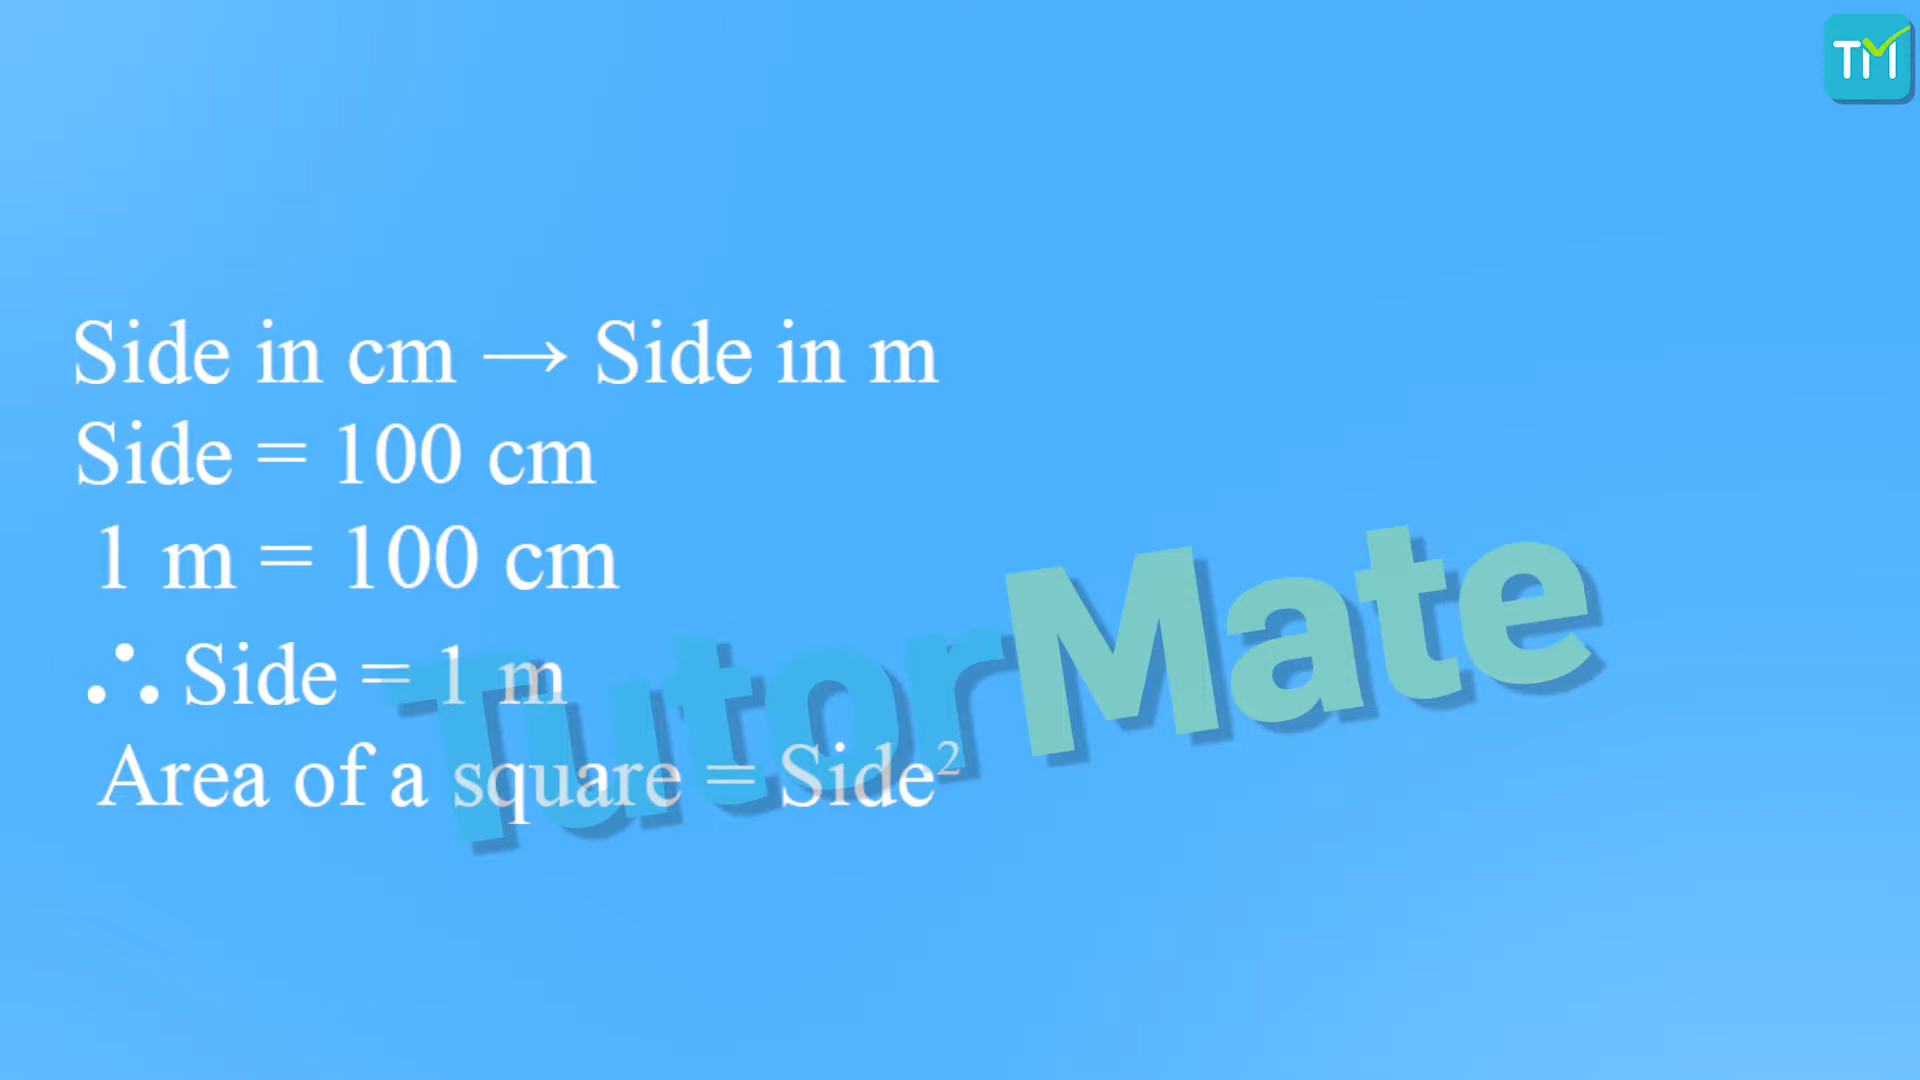 TM
Side in cm → Side in m
Side = 100 cm
1 m = 100 cm
∴ Side = 1 m
Area of a square = Side²
TutorMate